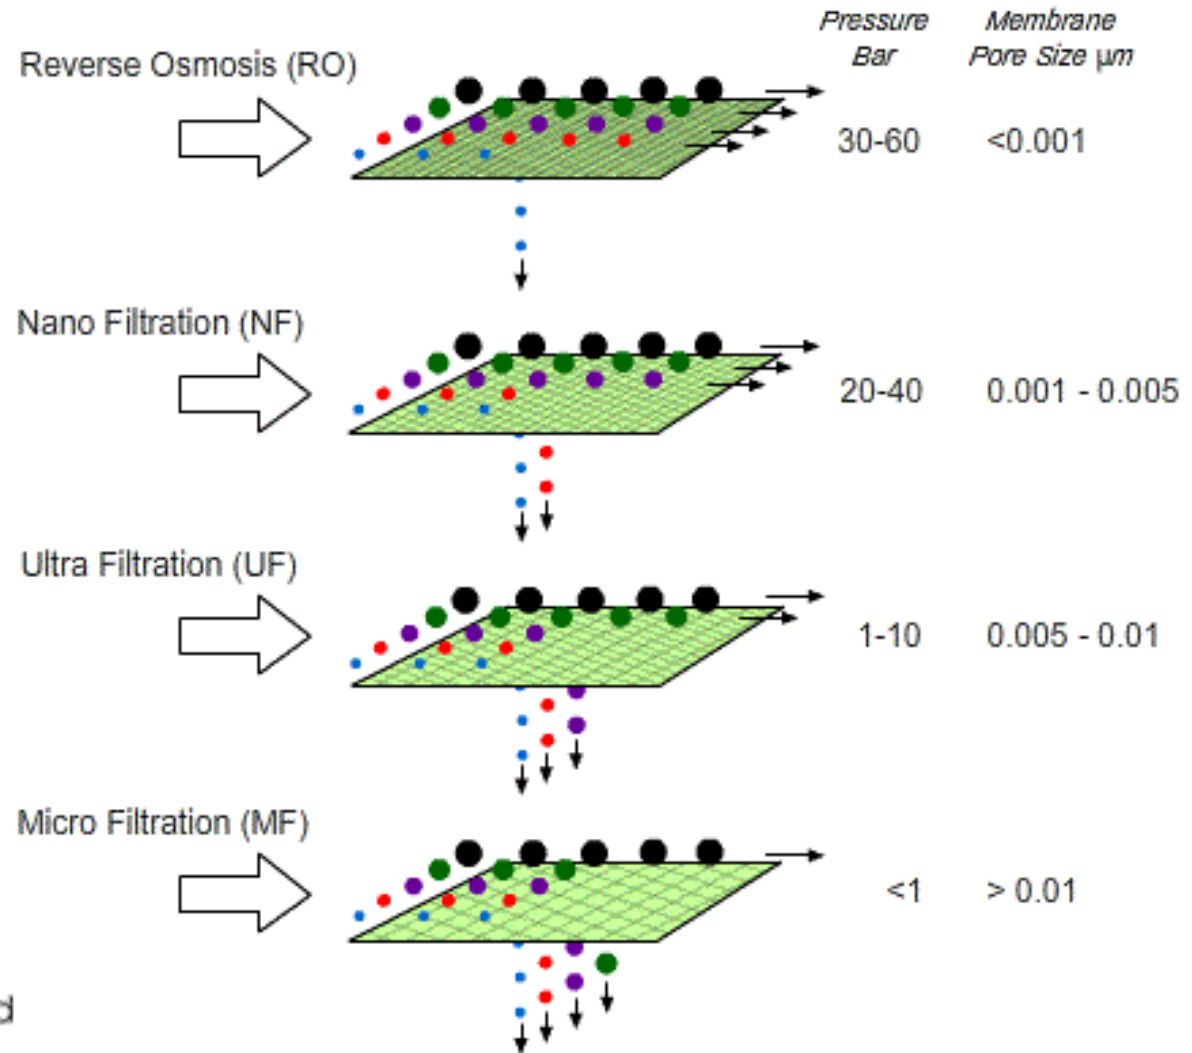 Pressure Membrane
Bar Pore Size µm
Reverse Osmosis (RO)
30-60 <0.001
Nano Filtration (NF)
20-40 0.001 - 0.005
Ultra Filtration (UF)
1-10 0.005 - 0.01
Micro Filtration (MF)
<1 > 0.01
d